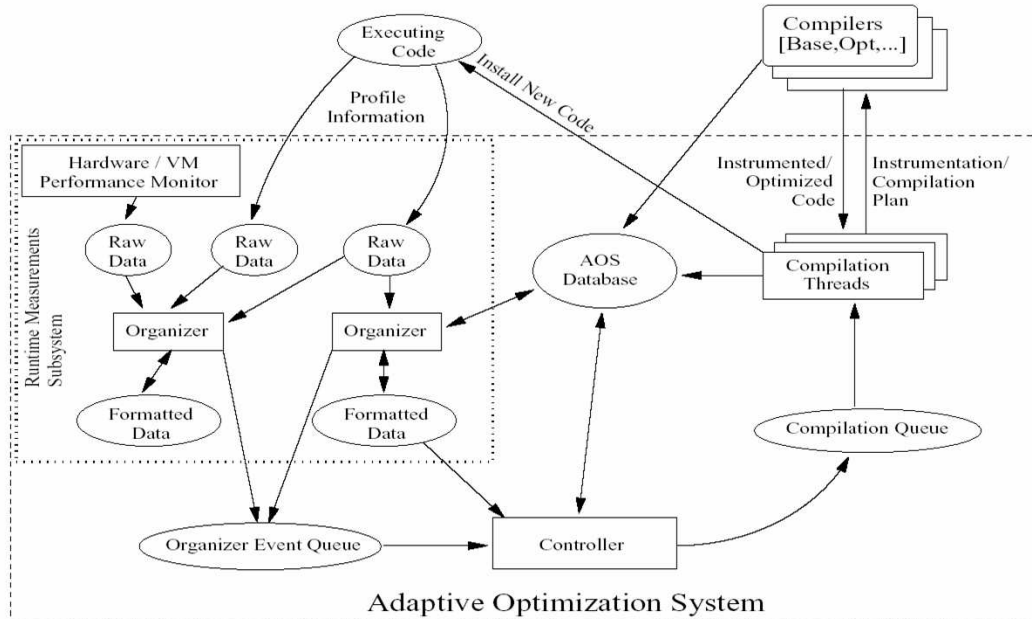 Executing
Code
Compilers
[Base,Opt,...]
Install New Code
Profile
Information
Hardware / VM
Performance Monitor
Instrumented/
Optimized
Code
Instrumentation/
Compilation
Plan
Raw
Data
Raw
Data
Raw
Data
AOS
Database
Compilation
Threads
Runtime Measurements
Subsystem
Organizer
Organizer
Formatted
Data
Formatted
Data
Compilation Queue
Organizer Event Queue
Controller
Adaptive Optimization System